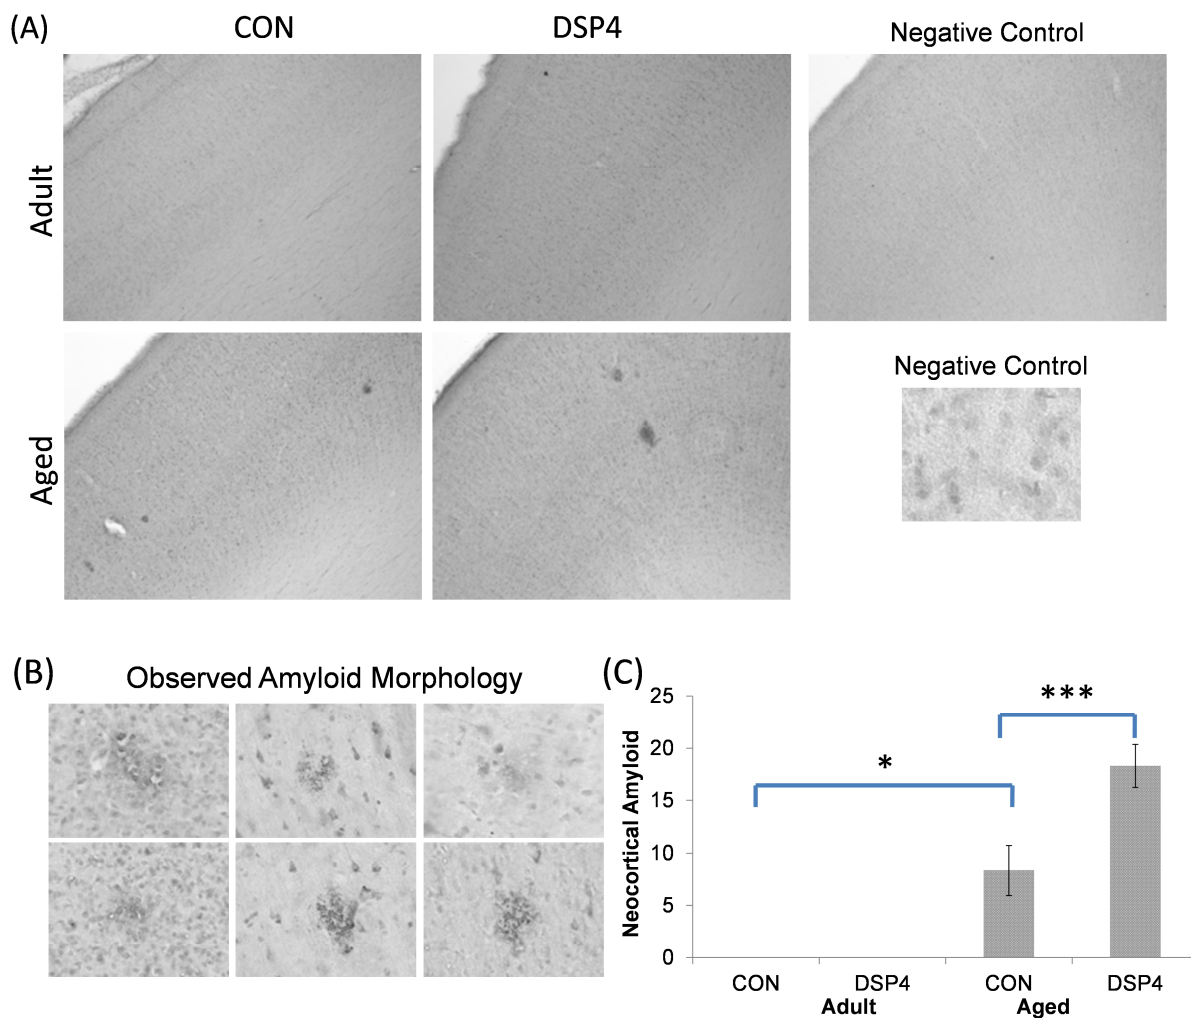 (A)
CON
DSP4
Negative Control
Adult
Aged
Negative Control
(B)
Observed Amyloid Morphology
(C)
Neocortical Amyloid
25
20
15
10
5
0
*
***
CON
DSP4
CON
DSP4
Adult
Aged